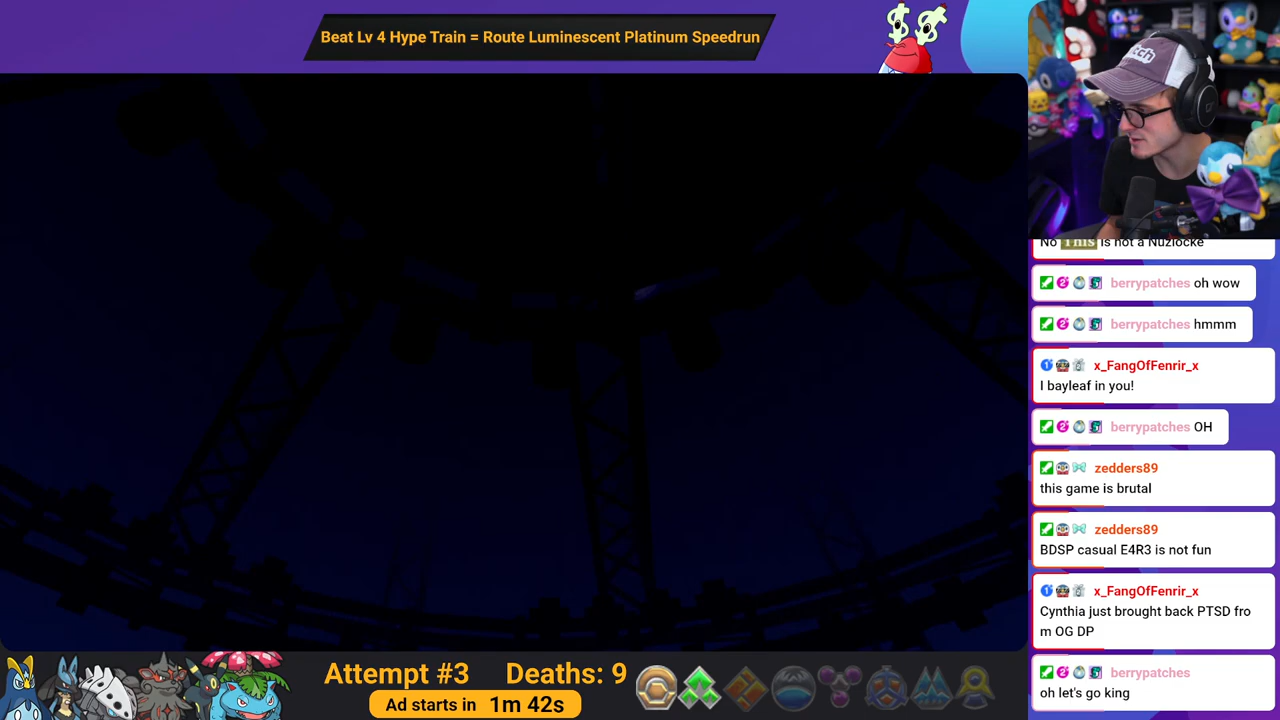 Beat Lv 4 Hype Train = Route Luminescent Platinum Speedrun
No This is not a Nuzlocke
berrypatches oh wow
berrypatches hmmm
x_FangOfFenrir_x
I bayleaf in you!
berrypatches OH
zedders89
this game is brutal
zedders89
BDSP casual E4R3 is not fun
x_FangOfFenrir_x
Cynthia just brought back PTSD fro
m OG DP
berrypatches
oh let's go king
Attempt #3 Deaths: 9
Ad starts in 1m 42s